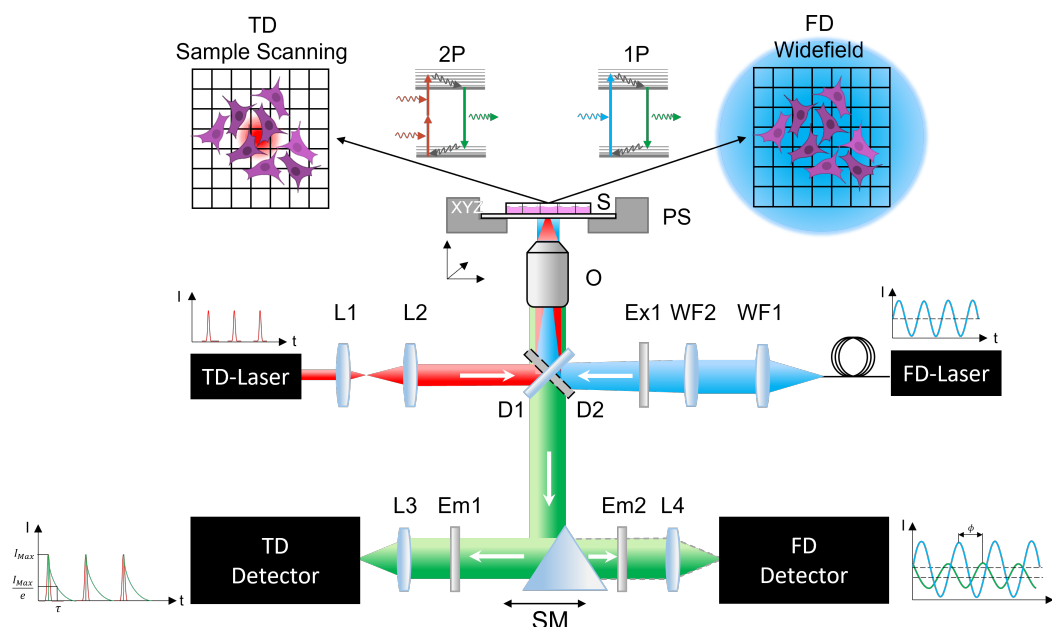 TD
Sample Scanning
2P
1P
FD
Widefield
XYZ
S
PS
O
I
t
L1
L2
Ex1
WF2
WF1
I
t
TD-Laser
FD-Laser
D1
D2
L3
Em1
Em2
L4
I
I_Max
I_Max
e
τ
t
TD
Detector
FD
Detector
I
ϕ
t
SM